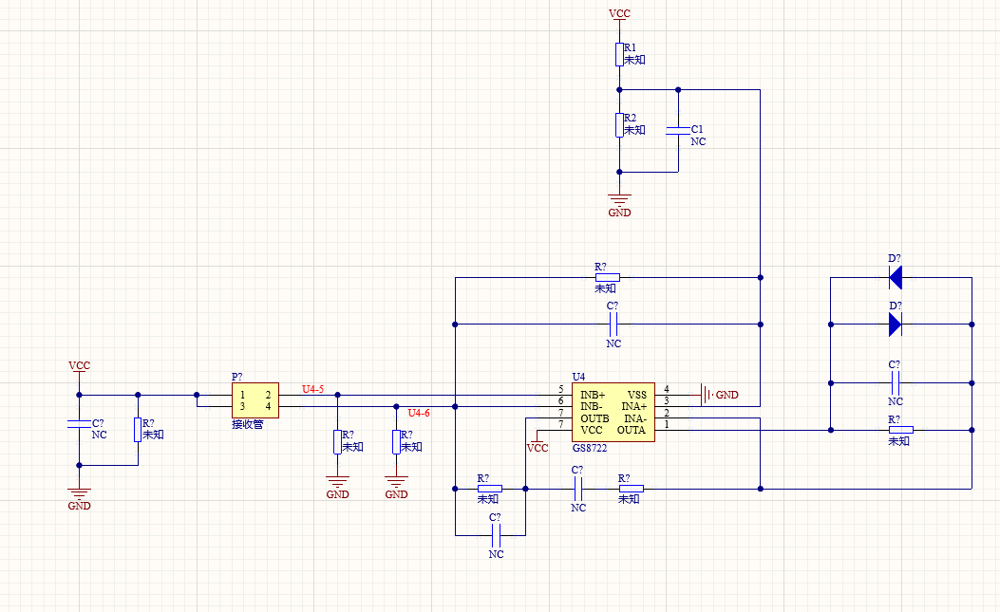 VCC
R1
未知
R2
未知
C1
NC
GND
R?
未知
C?
NC
D?
D?
C?
NC
R?
未知
VCC
C?
NC
R?
未知
GND
P?
1 2
3 4
接收管
U4-5
U4-6
R?
未知
GND
R?
未知
GND
U4
5 INB+ VSS 4
6 INB- INA+ 3
7 OUTB INA- 2
7 VCC OUTA 1
GS8722
GND
VCC
R?
未知
C?
NC
C?
NC
R?
未知